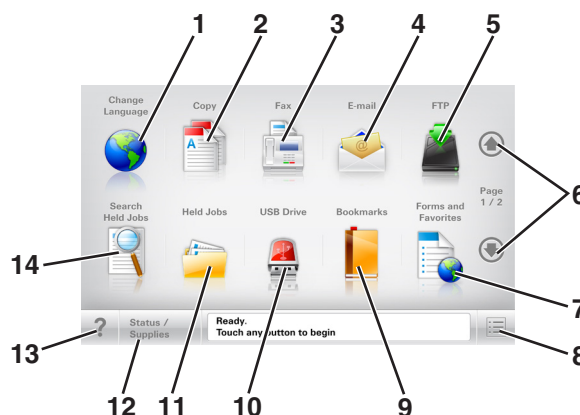 1 2 3 4 5
Change Language
Copy
Fax
E-mail
FTP
6
Page
1 / 2
Search Held Jobs
Held Jobs
USB Drive
Bookmarks
Forms and Favorites
A
@
14
7
?
Status / Supplies
Ready.
Touch any button to begin
8
13 12 11 10 9